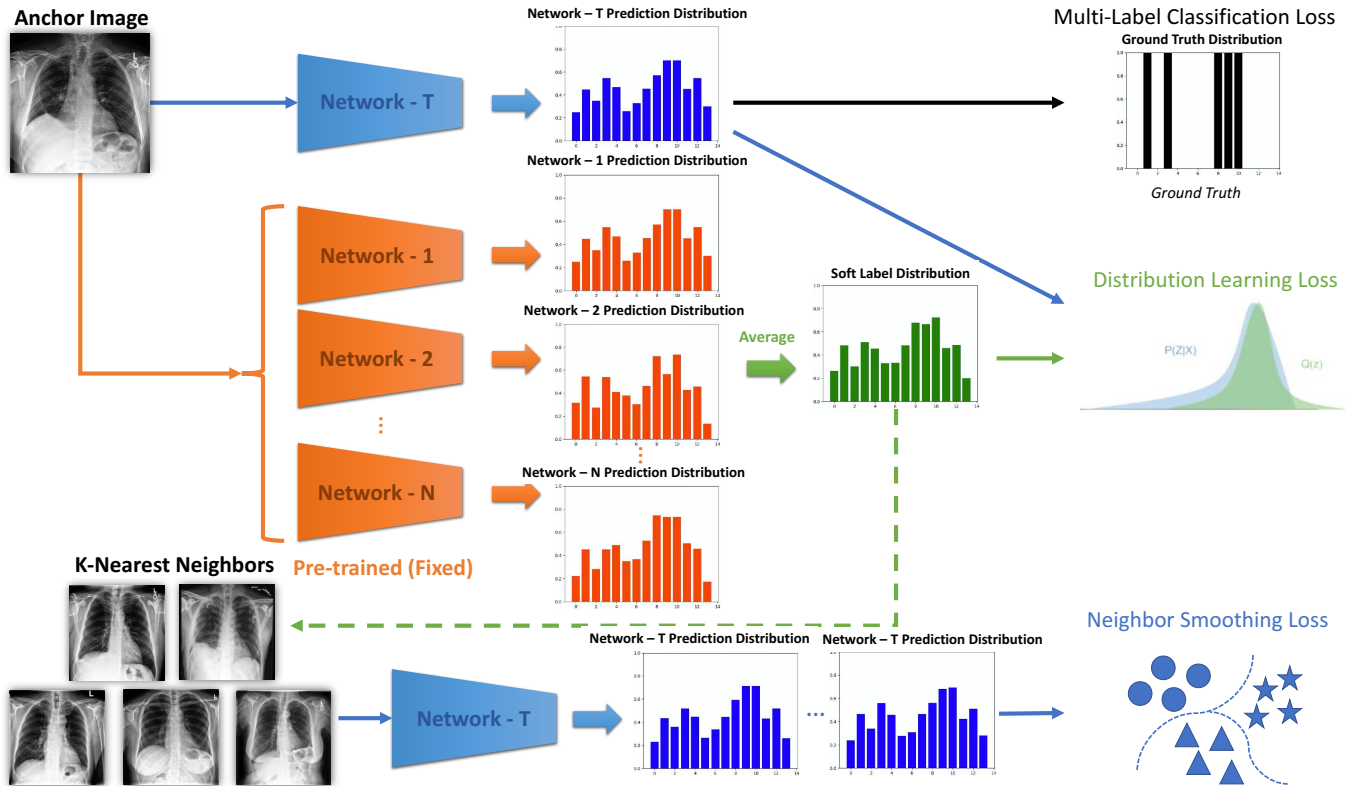 Anchor Image
Network – T Prediction Distribution
Multi-Label Classification Loss
Ground Truth Distribution
Network - T
Ground Truth
Network – 1 Prediction Distribution
Network - 1
Network – 2 Prediction Distribution
Network - 2
Average
Soft Label Distribution
Distribution Learning Loss
P(Z|X)
Q(z)
Network – N Prediction Distribution
Network - N
Pre-trained (Fixed)
K-Nearest Neighbors
Network – T Prediction Distribution
Network – T Prediction Distribution
Network - T
Neighbor Smoothing Loss